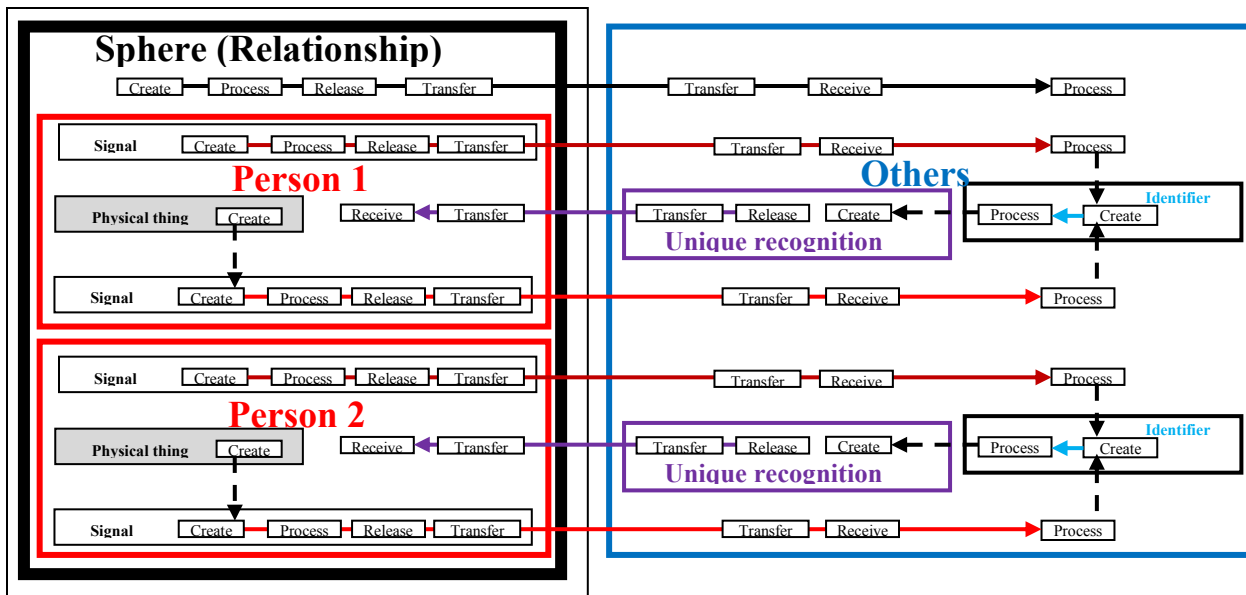 Sphere (Relationship)
Create Process Release Transfer Transfer Receive Process
Signal Create Process Release Transfer Transfer Receive Process
Person 1 Others
Physical thing Create Receive Transfer Transfer Release Create Process Create Identifier
Unique recognition
Signal Create Process Release Transfer Transfer Receive Process
Signal Create Process Release Transfer Transfer Receive Process
Person 2
Physical thing Create Receive Transfer Transfer Release Create Process Create Identifier
Unique recognition
Signal Create Process Release Transfer Transfer Receive Process